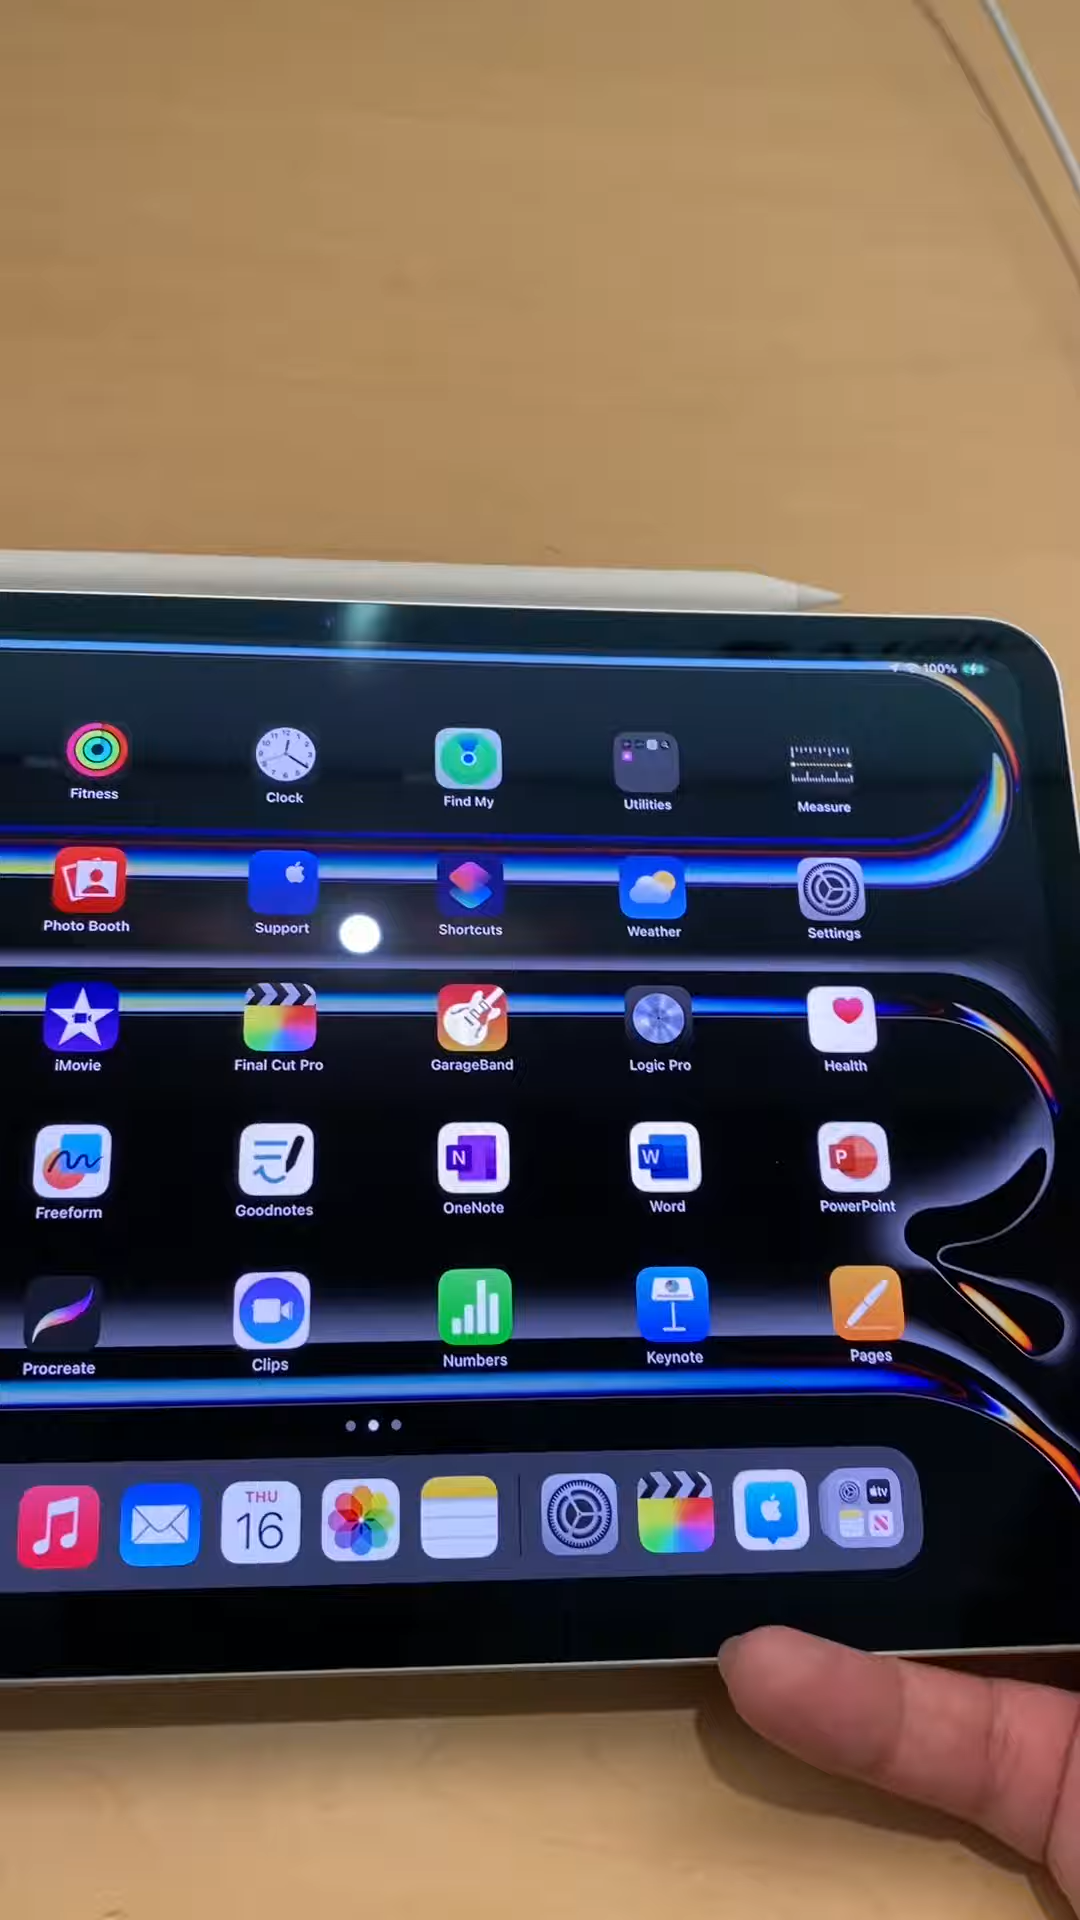 100%
Fitness
Clock
Find My
Utilities
Measure
Photo Booth
Support
Shortcuts
Weather
Settings
iMovie
Final Cut Pro
GarageBand
Logic Pro
Health
Freeform
Goodnotes
N
OneNote
W
Word
P
PowerPoint
Procreate
Clips
Numbers
Keynote
Pages
THU
16
tv